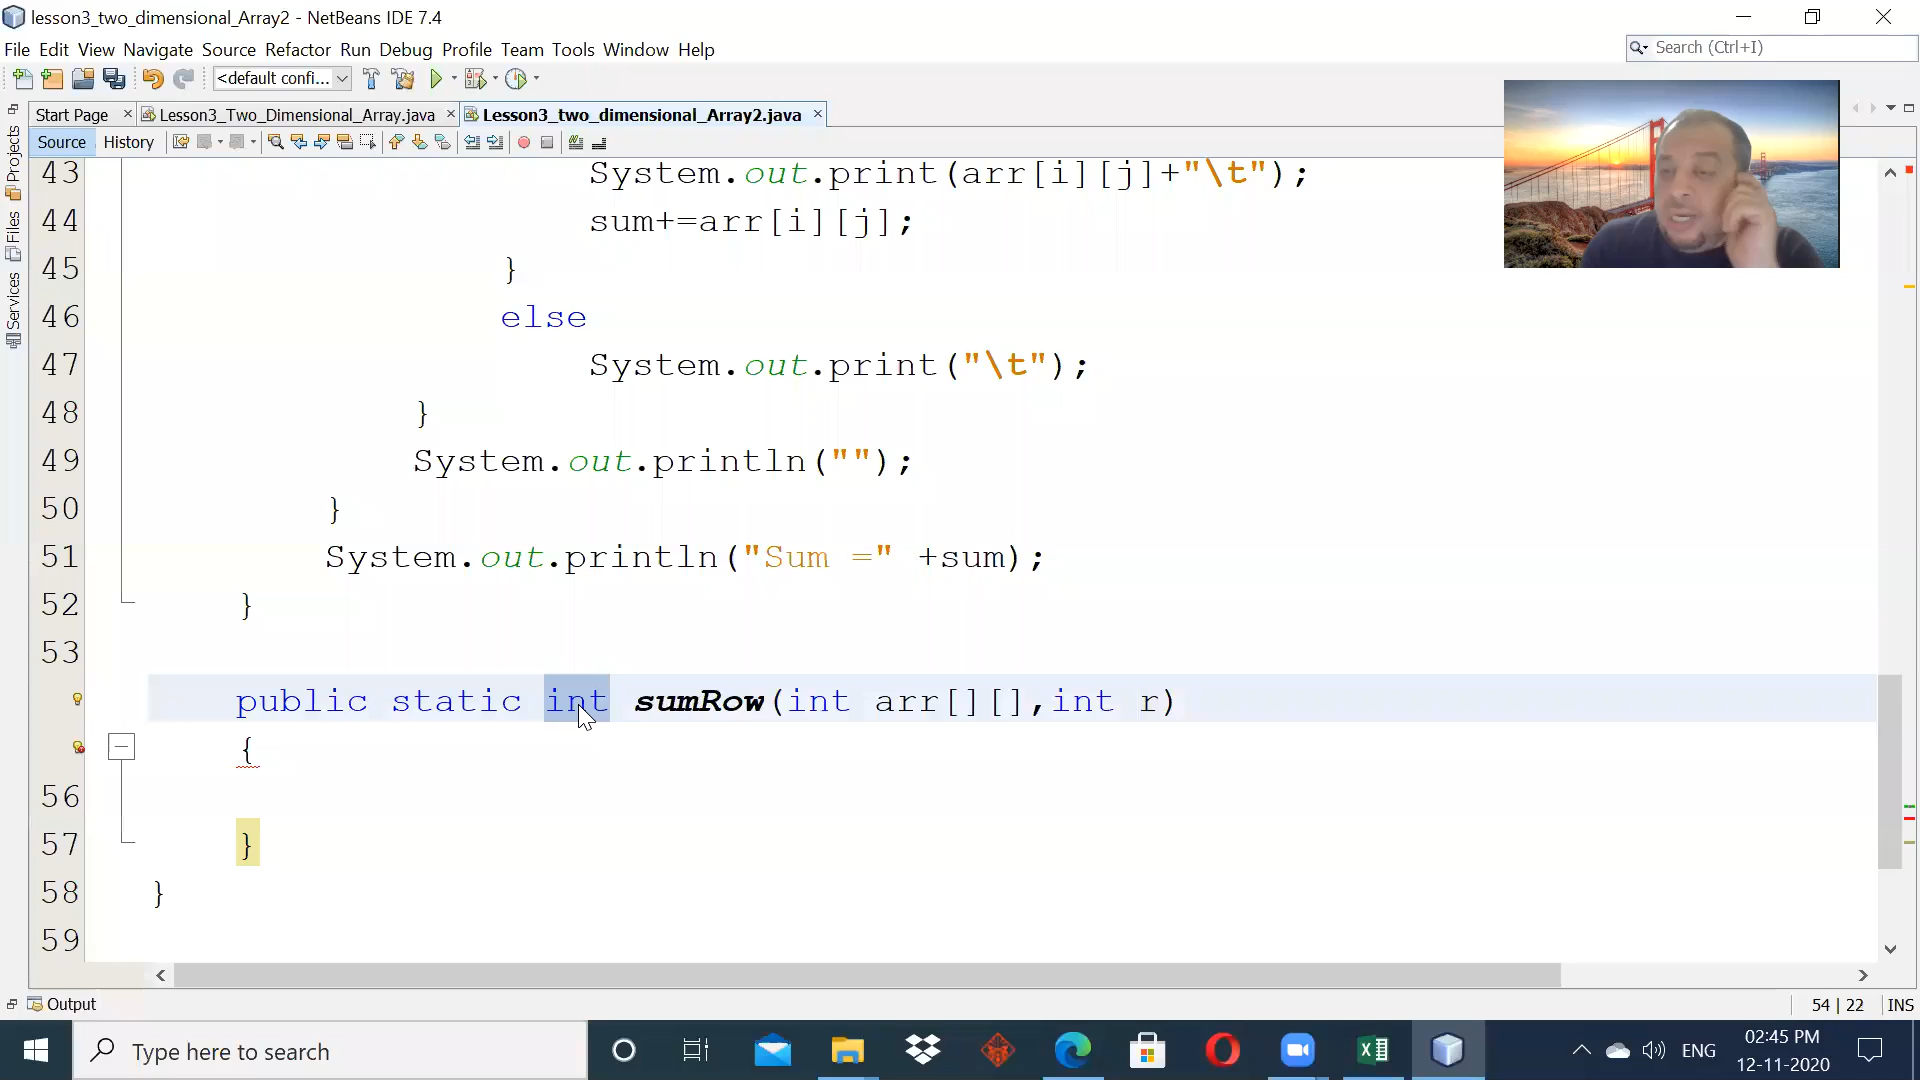 lesson3_two_dimensional_Array2 - NetBeans IDE 7.4
File Edit View Navigate Source Refactor Run Debug Profile Team Tools Window Help
Search (Ctrl+I)
<default confi...
Start Page Lesson3_Two_Dimensional_Array.java Lesson3_two_dimensional_Array2.java
Source History
Projects
Files
Services
43 System.out.print(arr[i][j]+"\t");
44 sum+=arr[i][j];
45 }
46 else
47 System.out.print("\t");
48 }
49 System.out.println("");
50 }
51 System.out.println("Sum =" +sum);
52 }
53
public static int sumRow(int arr[][],int r)
{
56
57 }
58 }
59
Output
54 | 22 INS
Type here to search
ENG
02:45 PM
12-11-2020